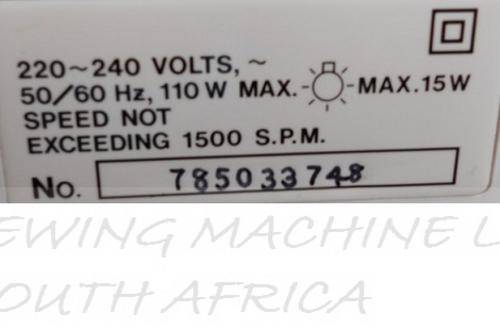 220~240 VOLTS, ~
50/60 Hz, 110 W MAX. MAX.15W
SPEED NOT
EXCEEDING 1500 S.P.M.
No. 785033748
EWING MACHINE L
OUTH AFRICA